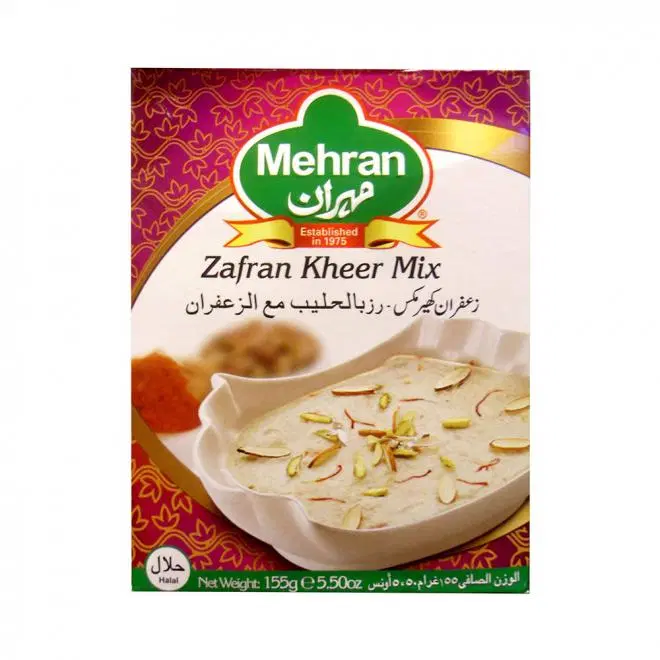 Mehran
مہران
®
Established
in 1975
Zafran Kheer Mix
زعفران کھیر مکس - رز بالحليب مع الزعفران
حلال
Halal
Net Weight: 155g ℮ 5.50oz الوزن الصافي ١٥٥ غرام، ٥،٥٠ أونس